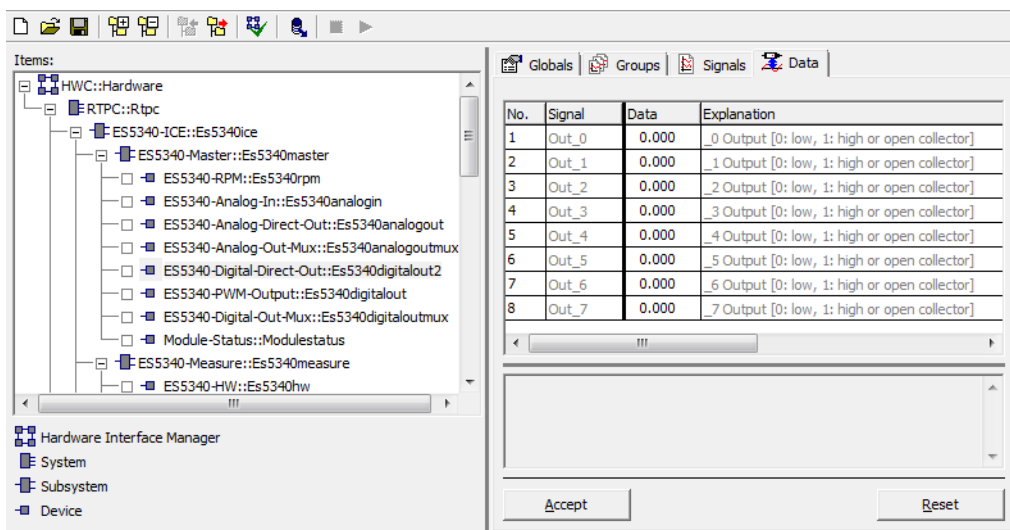 Items:
HWC::Hardware
RTPC::Rtpc
ES5340-ICE::Es5340ice
ES5340-Master::Es5340master
ES5340-RPM::Es5340rpm
ES5340-Analog-In::Es5340analogin
ES5340-Analog-Direct-Out::Es5340analogout
ES5340-Analog-Out-Mux::Es5340analogoutmux
ES5340-Digital-Direct-Out::Es5340digitalout2
ES5340-PWM-Output::Es5340digitalout
ES5340-Digital-Out-Mux::Es5340digitaloutmux
Module-Status::Modulestatus
ES5340-Measure::Es5340measure
ES5340-HW::Es5340hw
Hardware Interface Manager
System
Subsystem
Device
Globals Groups Signals Data
No. Signal Data Explanation
1 Out_0 0.000 _0 Output [0: low, 1: high or open collector]
2 Out_1 0.000 _1 Output [0: low, 1: high or open collector]
3 Out_2 0.000 _2 Output [0: low, 1: high or open collector]
4 Out_3 0.000 _3 Output [0: low, 1: high or open collector]
5 Out_4 0.000 _4 Output [0: low, 1: high or open collector]
6 Out_5 0.000 _5 Output [0: low, 1: high or open collector]
7 Out_6 0.000 _6 Output [0: low, 1: high or open collector]
8 Out_7 0.000 _7 Output [0: low, 1: high or open collector]
Accept Reset